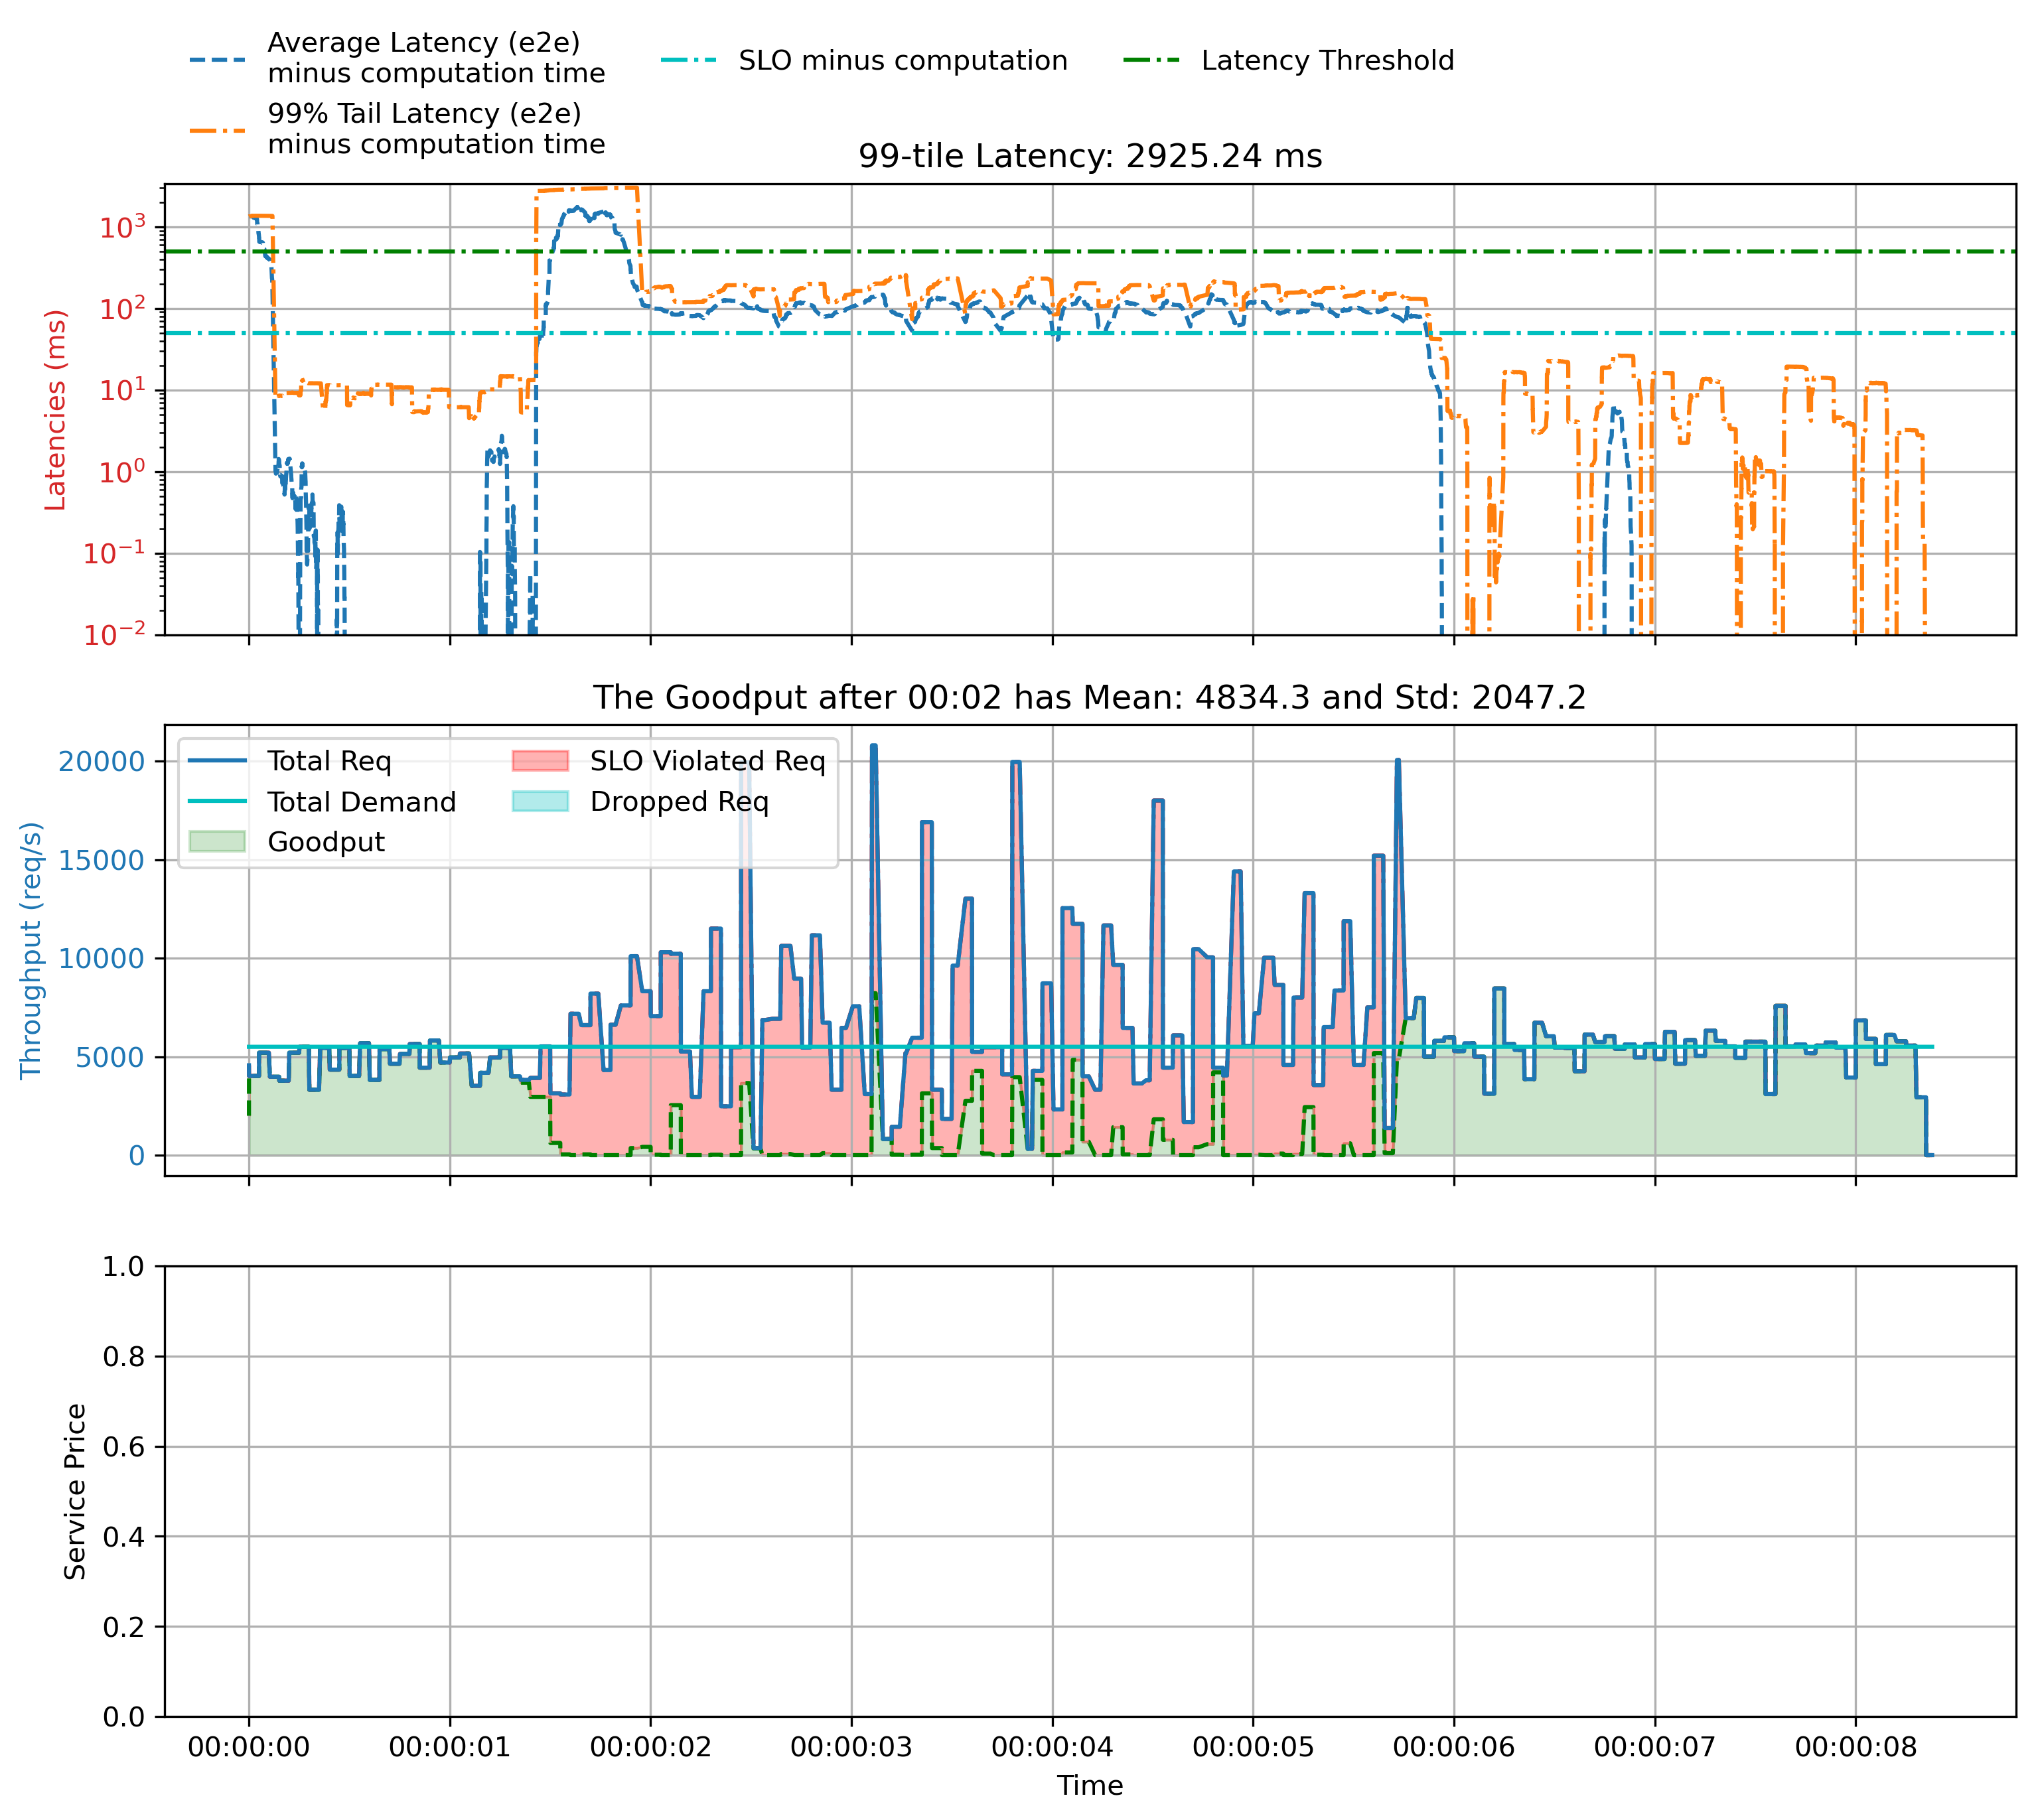 Average Latency (e2e)
minus computation time
99% Tail Latency (e2e)
minus computation time
SLO minus computation
Latency Threshold
99-tile Latency: 2925.24 ms
Latencies (ms)
10³
10²
10¹
10⁰
10⁻¹
10⁻²
The Goodput after 00:02 has Mean: 4834.3 and Std: 2047.2
Throughput (req/s)
20000
15000
10000
5000
0
Total Req
Total Demand
Goodput
SLO Violated Req
Dropped Req
Service Price
1.0
0.8
0.6
0.4
0.2
0.0
00:00:00 00:00:01 00:00:02 00:00:03 00:00:04 00:00:05 00:00:06 00:00:07 00:00:08
Time